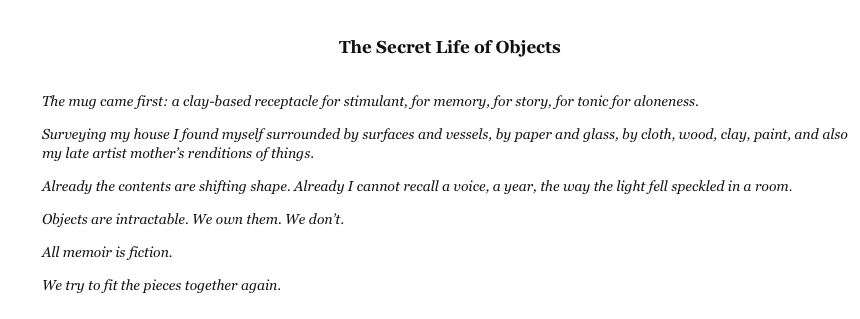 The Secret Life of Objects
The mug came first: a clay-based receptacle for stimulant, for memory, for story, for tonic for aloneness.
Surveying my house I found myself surrounded by surfaces and vessels, by paper and glass, by cloth, wood, clay, paint, and also
my late artist mother’s renditions of things.
Already the contents are shifting shape. Already I cannot recall a voice, a year, the way the light fell speckled in a room.
Objects are intractable. We own them. We don’t.
All memoir is fiction.
We try to fit the pieces together again.